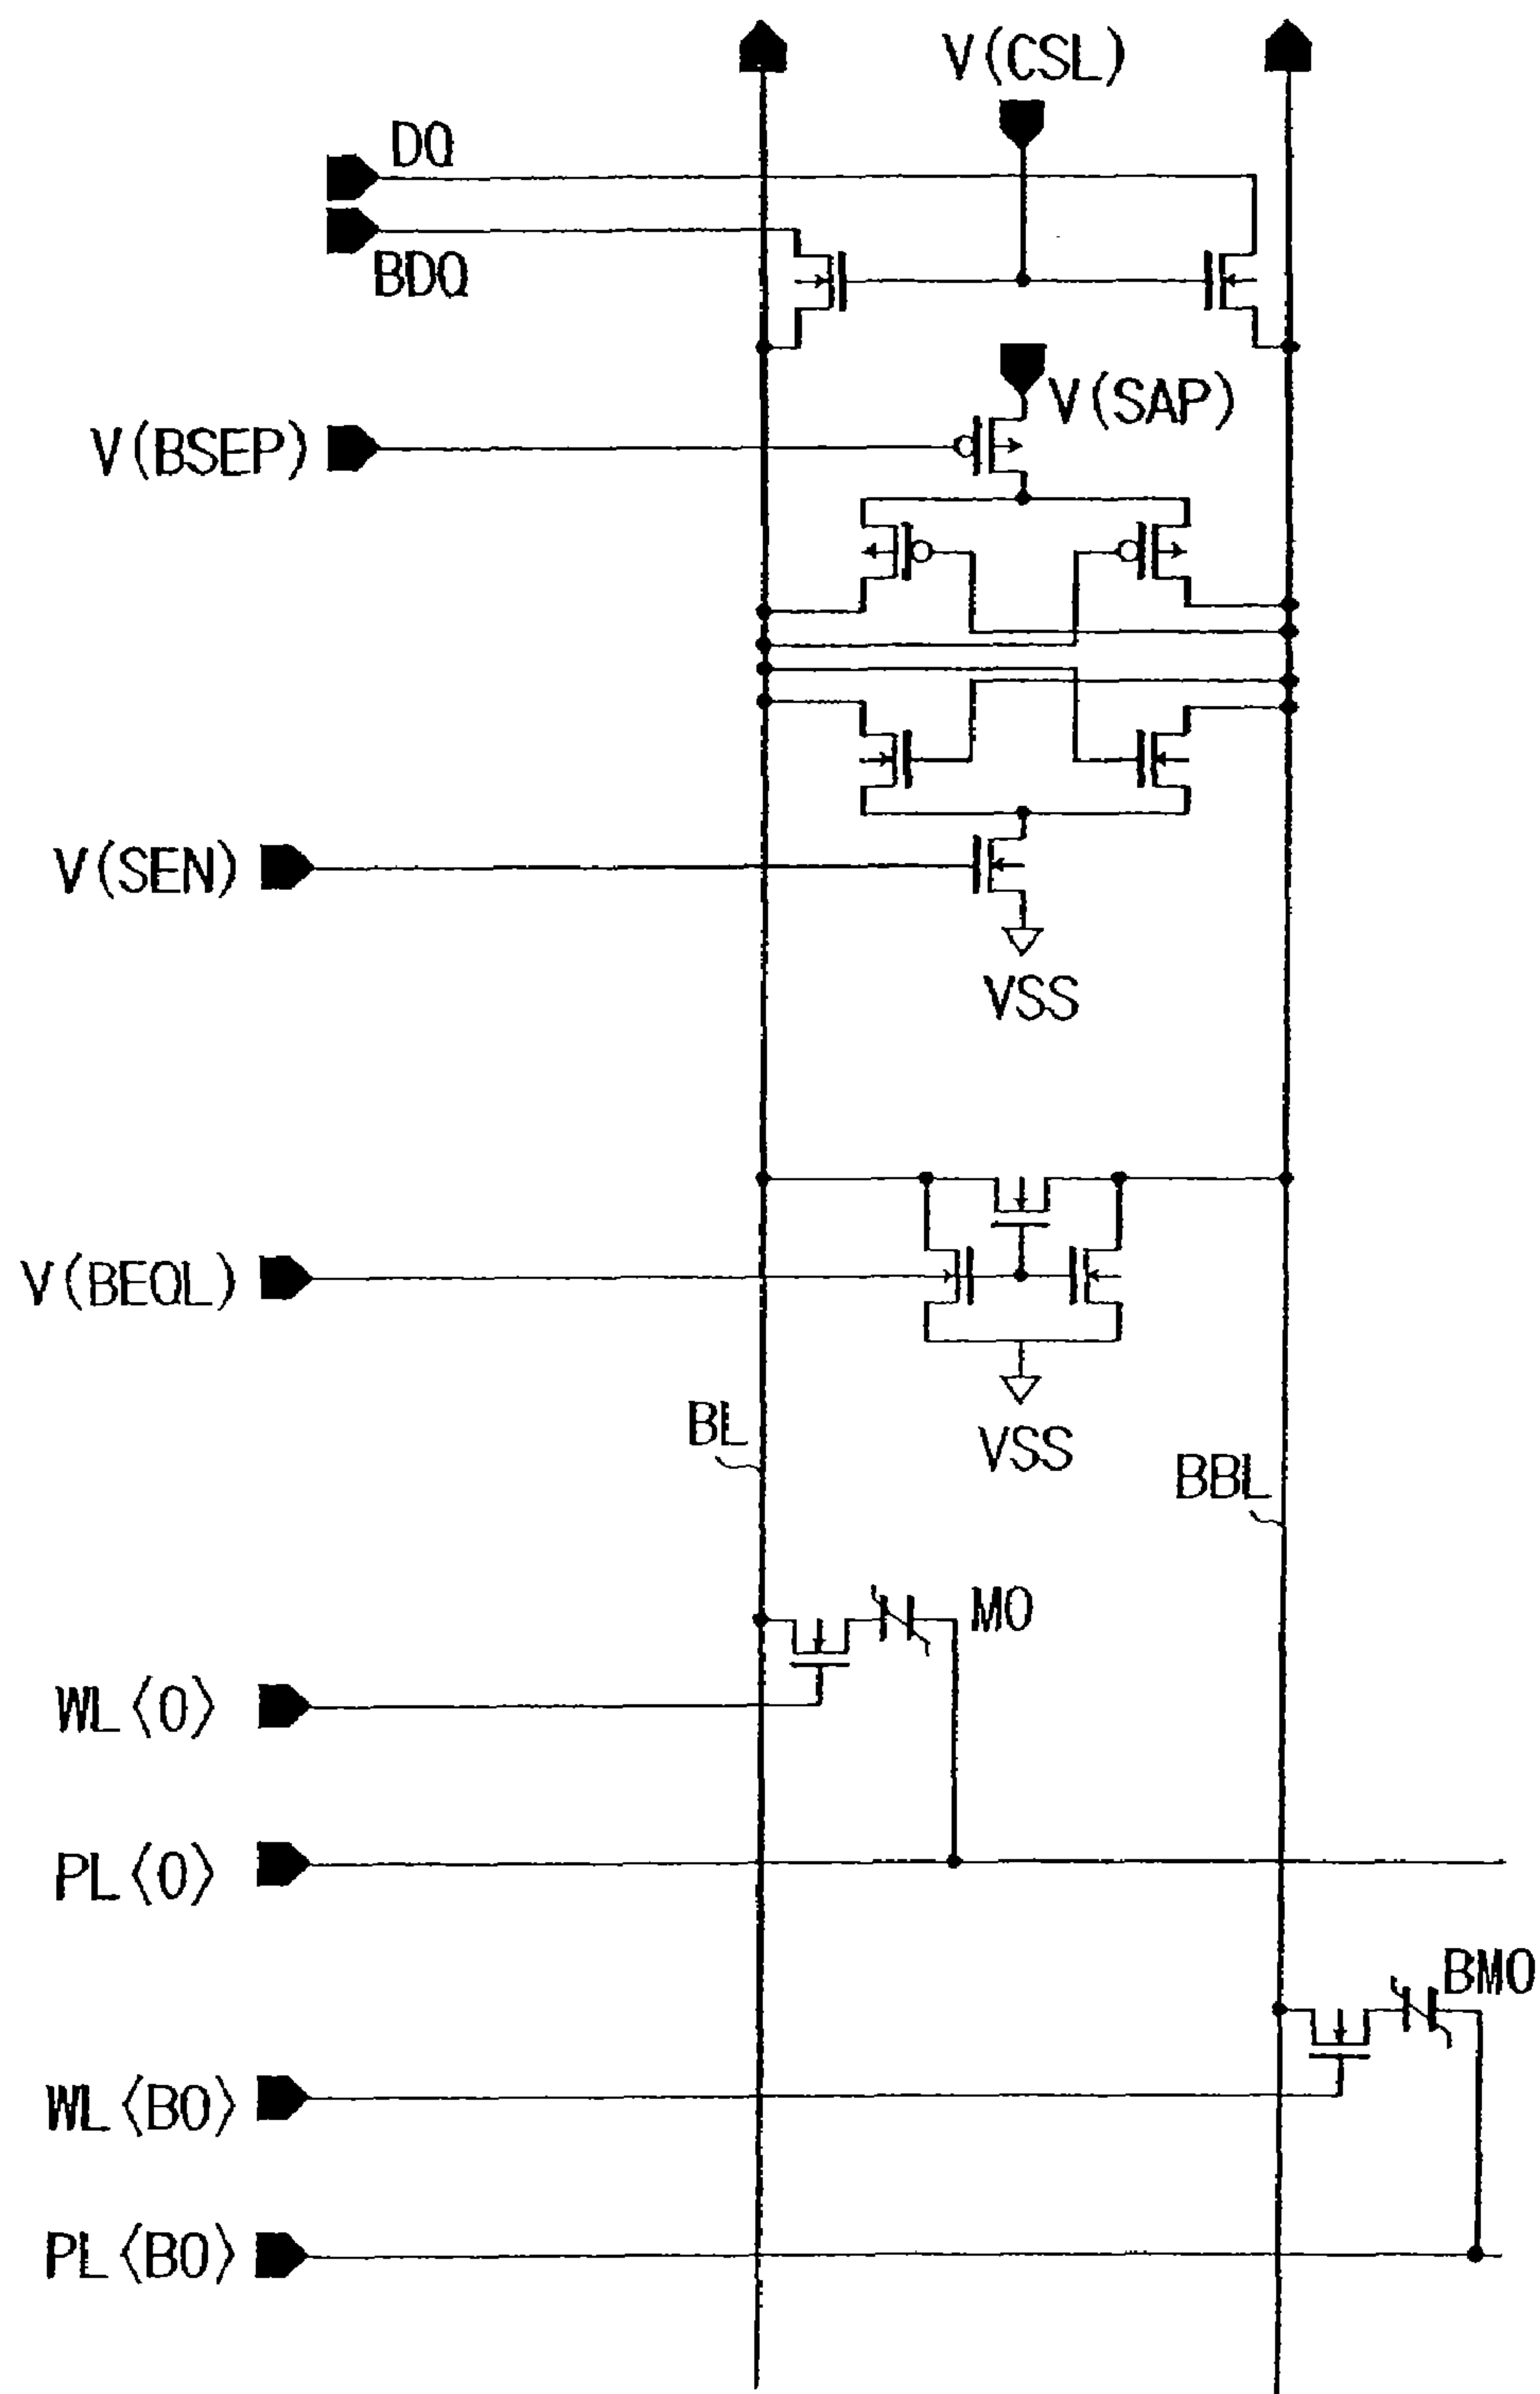 V(CSL)
DQ
BDQ
V(SAP)
V(BSEP)
V(SEN)
VSS
V(BEQL)
BL
VSS
BBL
M0
WL〈0〉
PL〈0〉
BM0
WL〈B0〉
PL〈B0〉